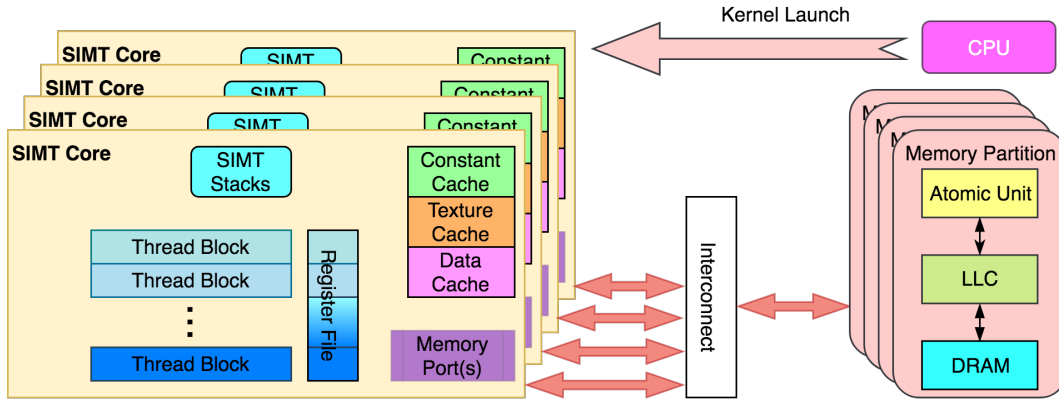 Kernel Launch
CPU
SIMT Core
SIMT
Constant
SIMT Core
SIMT
Constant
SIMT Core
SIMT
Constant
SIMT Core
SIMT
Stacks
Constant
Cache
Texture
Cache
Data
Cache
Thread Block
Thread Block
⋮
Thread Block
Register File
Memory
Port(s)
Interconnect
M
M
M
Memory Partition
Atomic Unit
LLC
DRAM